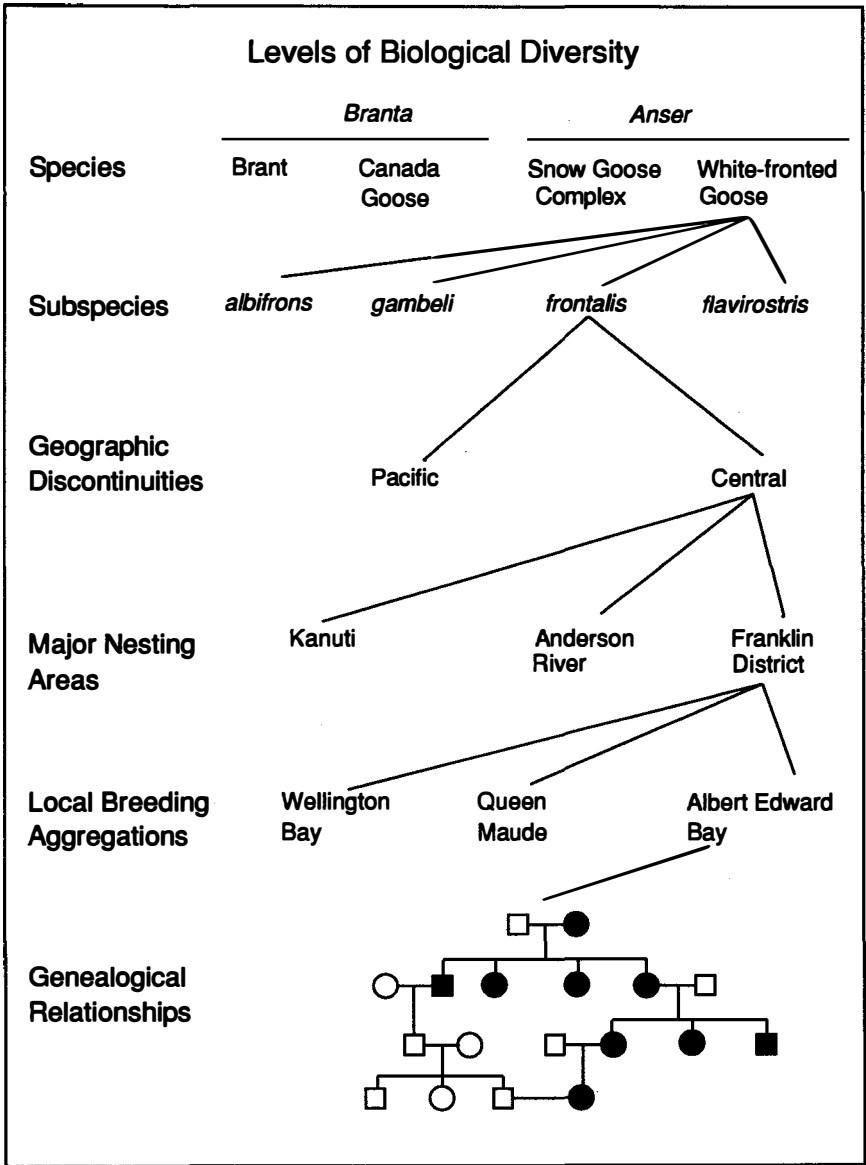 Levels of Biological Diversity
Branta Anser
Species Brant Canada Goose Snow Goose Complex White-fronted Goose
Subspecies albifrons gambeli frontalis flavirostris
Geographic Discontinuities Pacific Central
Major Nesting Areas Kanuti Anderson River Franklin District
Local Breeding Aggregations Wellington Bay Queen Maude Albert Edward Bay
Genealogical Relationships